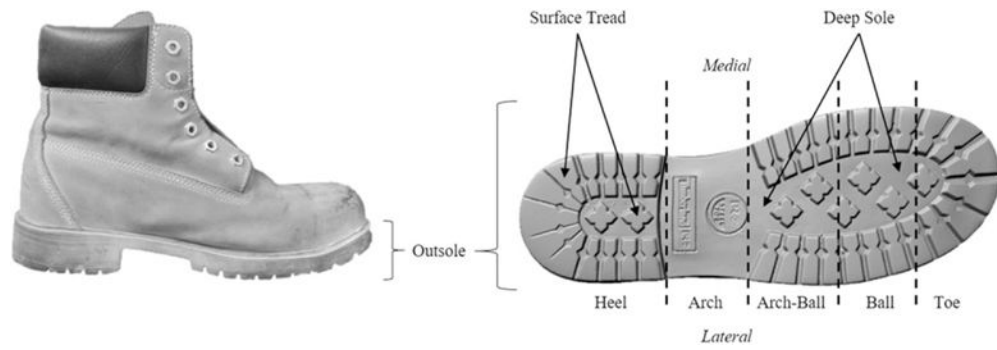 Surface Tread
Deep Sole
Medial
Outsole
Heel
Arch
Arch-Ball
Ball
Toe
Lateral